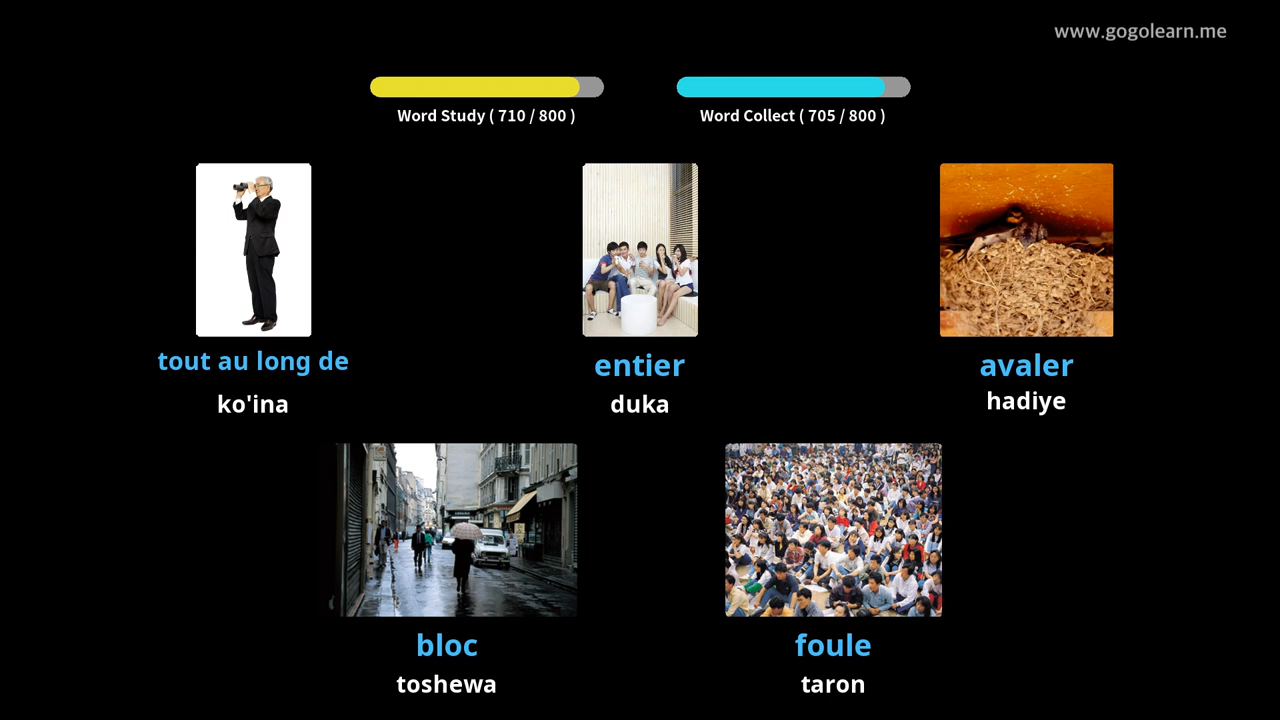 www.gogolearn.me
Word Study ( 710 / 800 )
Word Collect ( 705 / 800 )
tout au long de
ko'ina
entier
duka
avaler
hadiye
bloc
toshewa
foule
taron